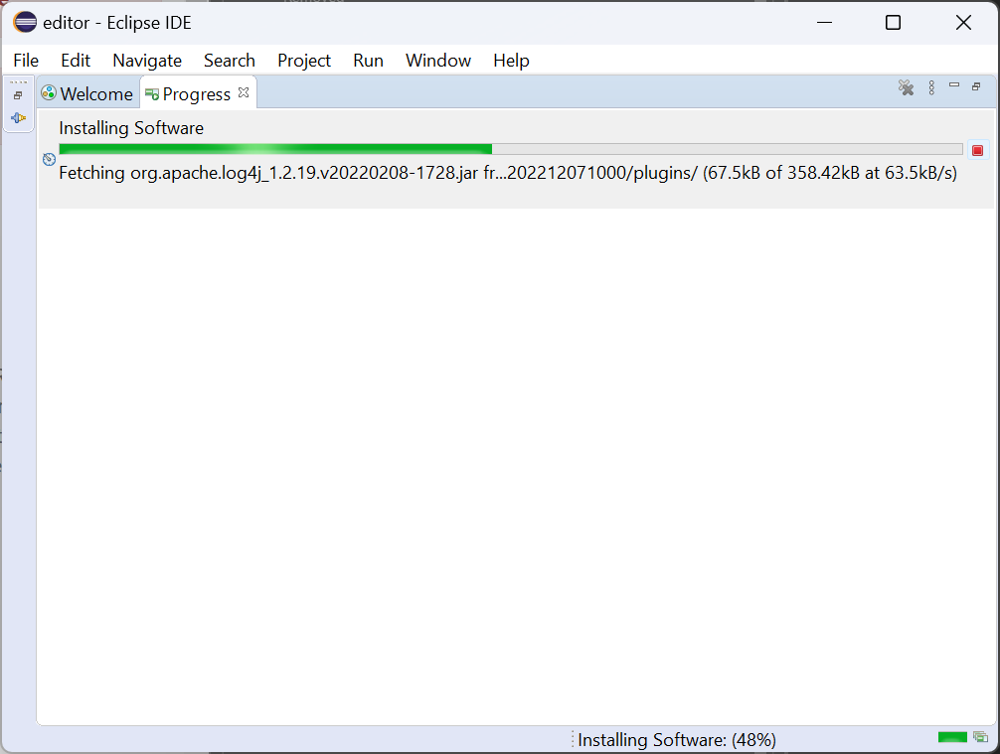 editor - Eclipse IDE
File Edit Navigate Search Project Run Window Help
Welcome Progress
Installing Software
Fetching org.apache.log4j_1.2.19.v20220208-1728.jar fr...202212071000/plugins/ (67.5kB of 358.42kB at 63.5kB/s)
Installing Software: (48%)